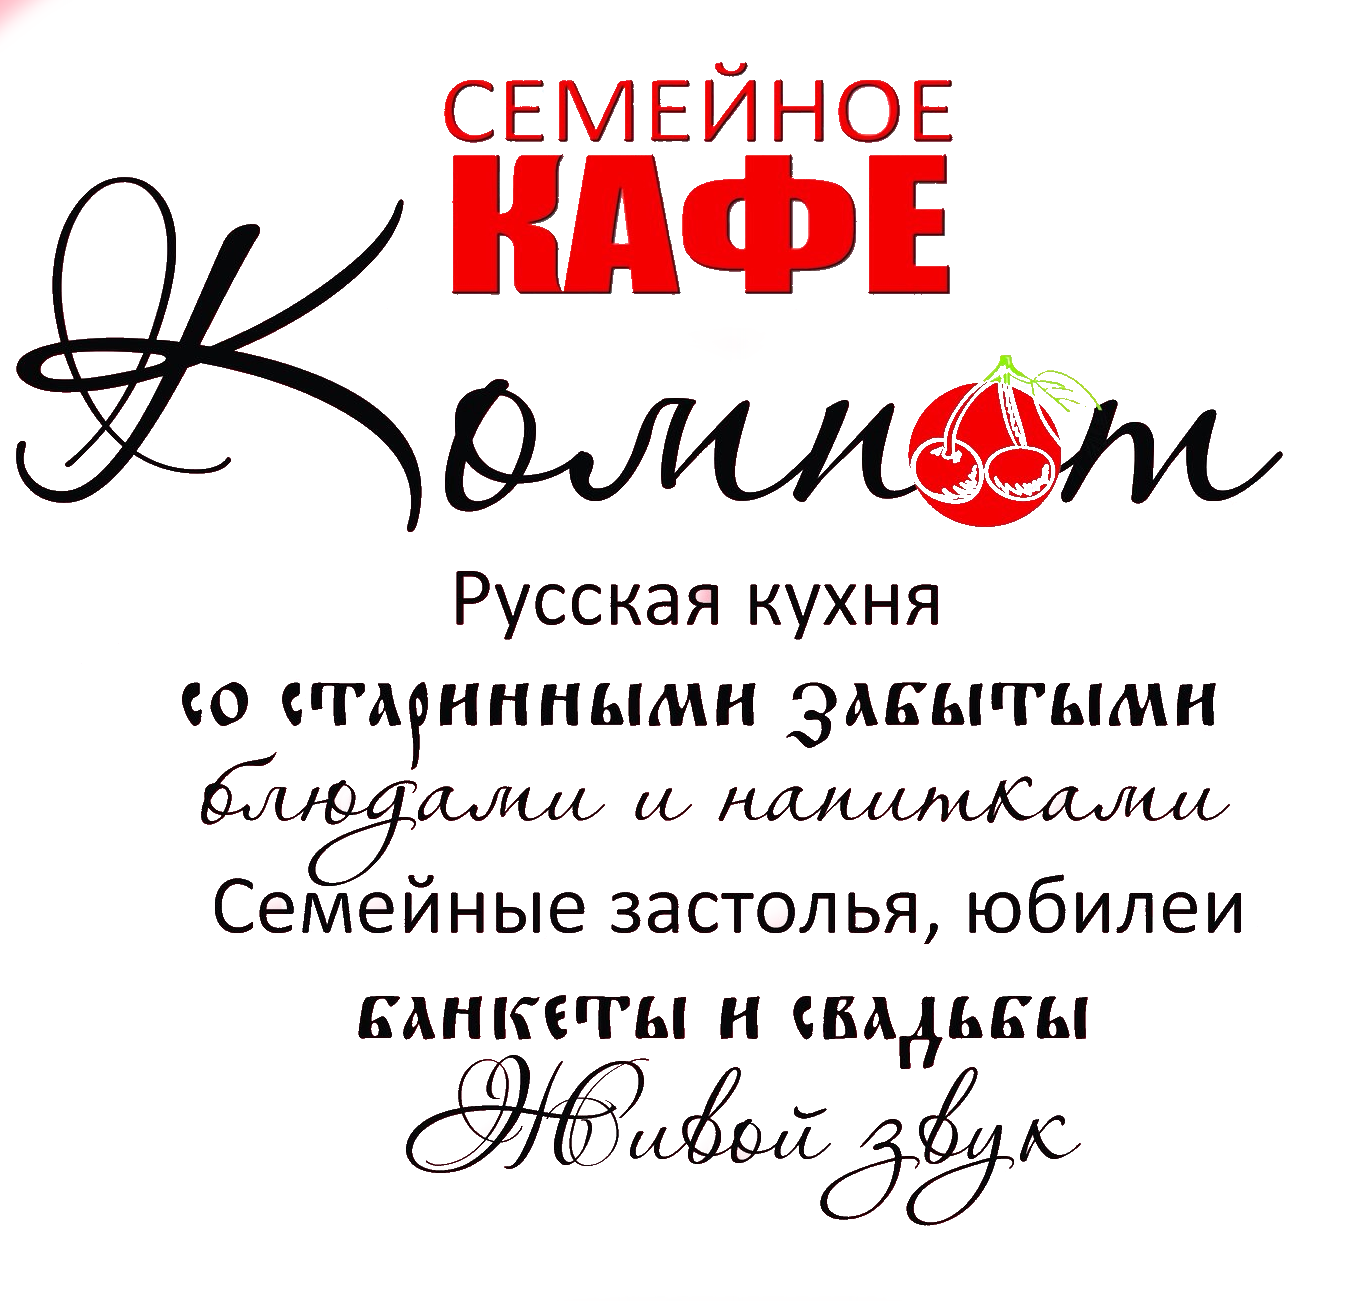 СЕМЕЙНОЕ
КАФЕ
Компот
Русская кухня
со старинными забытыми
блюдами и напитками
Семейные застолья, юбилеи
банкеты и свадьбы
Живой звук